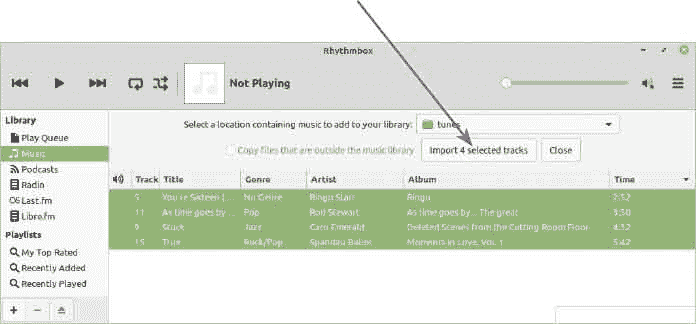 Rhythmbox
Not Playing
Library
Play Queue
Music
Podcasts
Radio
Last.fm
Libre.fm
Playlists
My Top Rated
Recently Added
Recently Played
Select a location containing music to add to your library:
tunes
Copy files that are outside the music library
Import 4 selected tracks
Close
Track Title Genre Artist Album Time
5 You're Sixteen (... No Genre Ringo Starr Ringo 2:52
11 As time goes by ... Pop Rod Stewart As time goes by ... The great 3:50
9 Stuck Jazz Caro Emerald Deleted Scenes from the Cutting Room Floor 4:32
15 True Rock/Pop Spandau Ballet Moments in Love, Vol 1 5:42